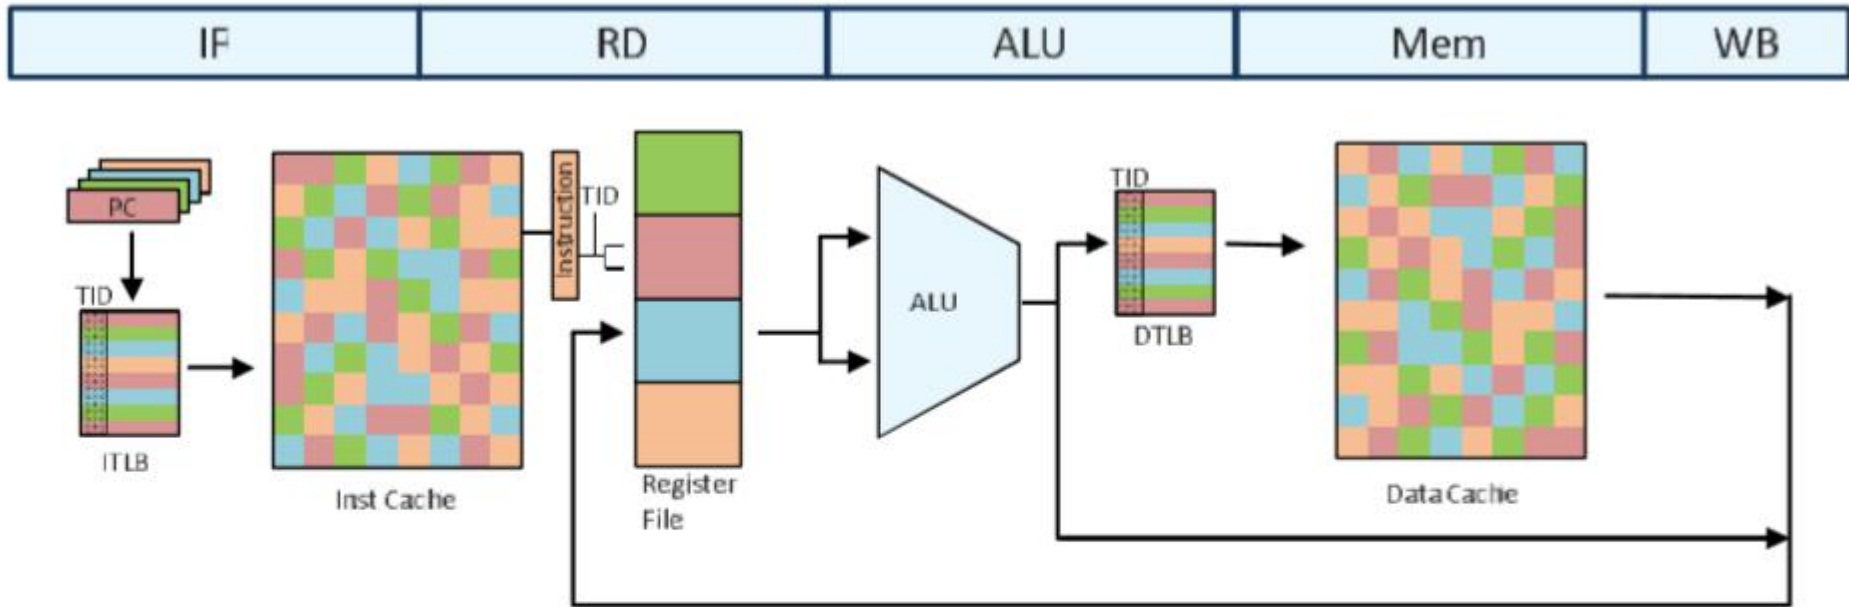 IF RD ALU Mem WB
PC
TID
ITLB
Inst Cache
Instruction
TID
Register
File
ALU
TID
DTLB
Data Cache